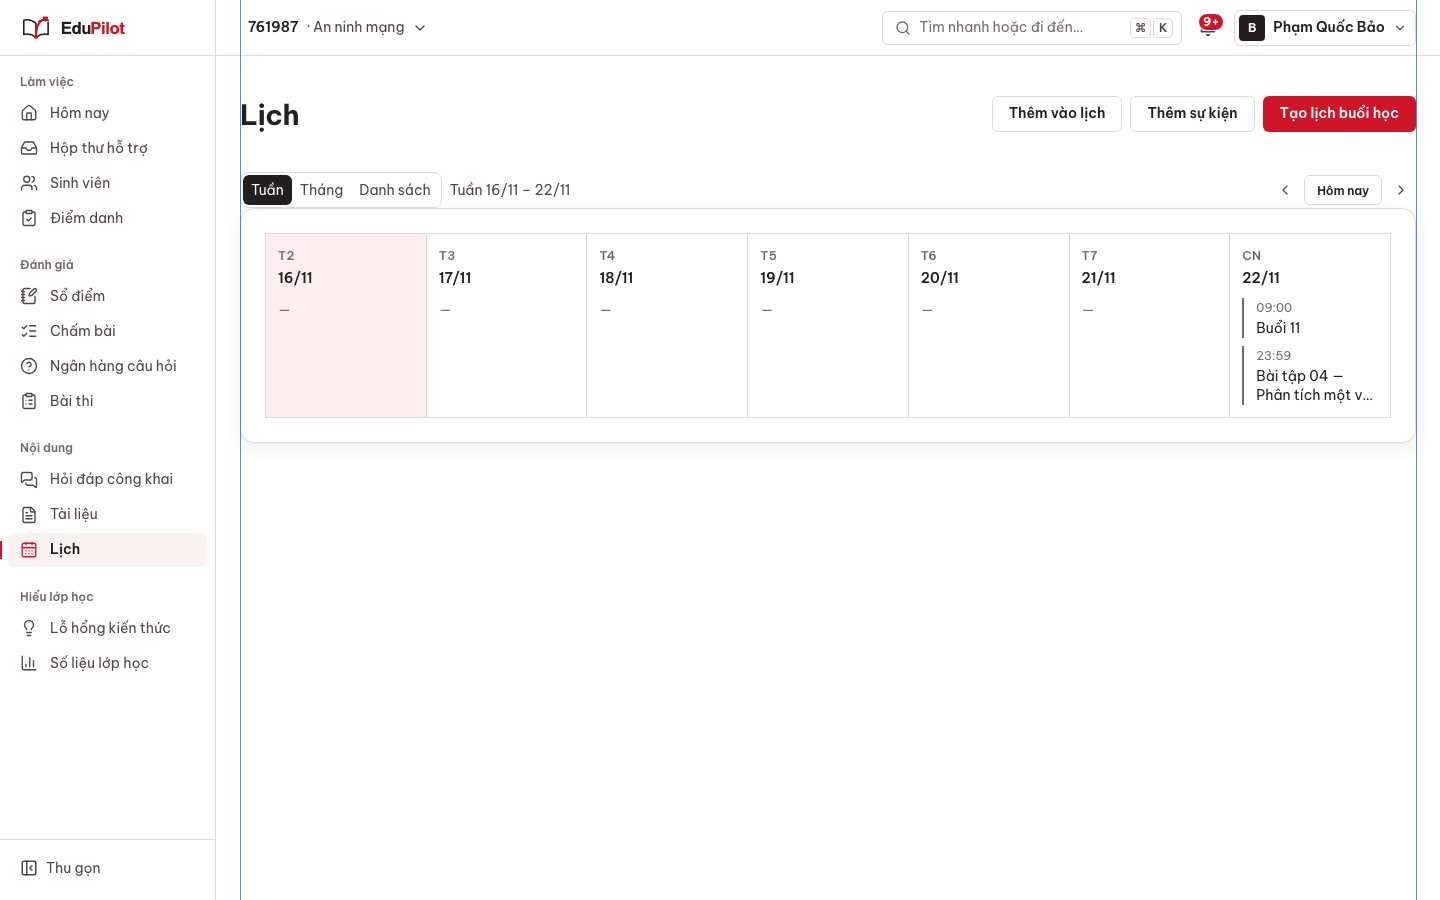 EduPilot
761987 · An ninh mạng
Tìm nhanh hoặc đi đến...
⌘ K
9+
B
Phạm Quốc Bảo
Làm việc
Hôm nay
Hộp thư hỗ trợ
Sinh viên
Điểm danh
Đánh giá
Sổ điểm
Chấm bài
Ngân hàng câu hỏi
Bài thi
Nội dung
Hỏi đáp công khai
Tài liệu
Lịch
Hiểu lớp học
Lỗ hổng kiến thức
Số liệu lớp học
Thu gọn
Lịch
Thêm vào lịch
Thêm sự kiện
Tạo lịch buổi học
Tuần
Tháng
Danh sách
Tuần 16/11 – 22/11
Hôm nay
T2
16/11
—
T3
17/11
—
T4
18/11
—
T5
19/11
—
T6
20/11
—
T7
21/11
—
CN
22/11
09:00
Buổi 11
23:59
Bài tập 04 —
Phân tích một v...